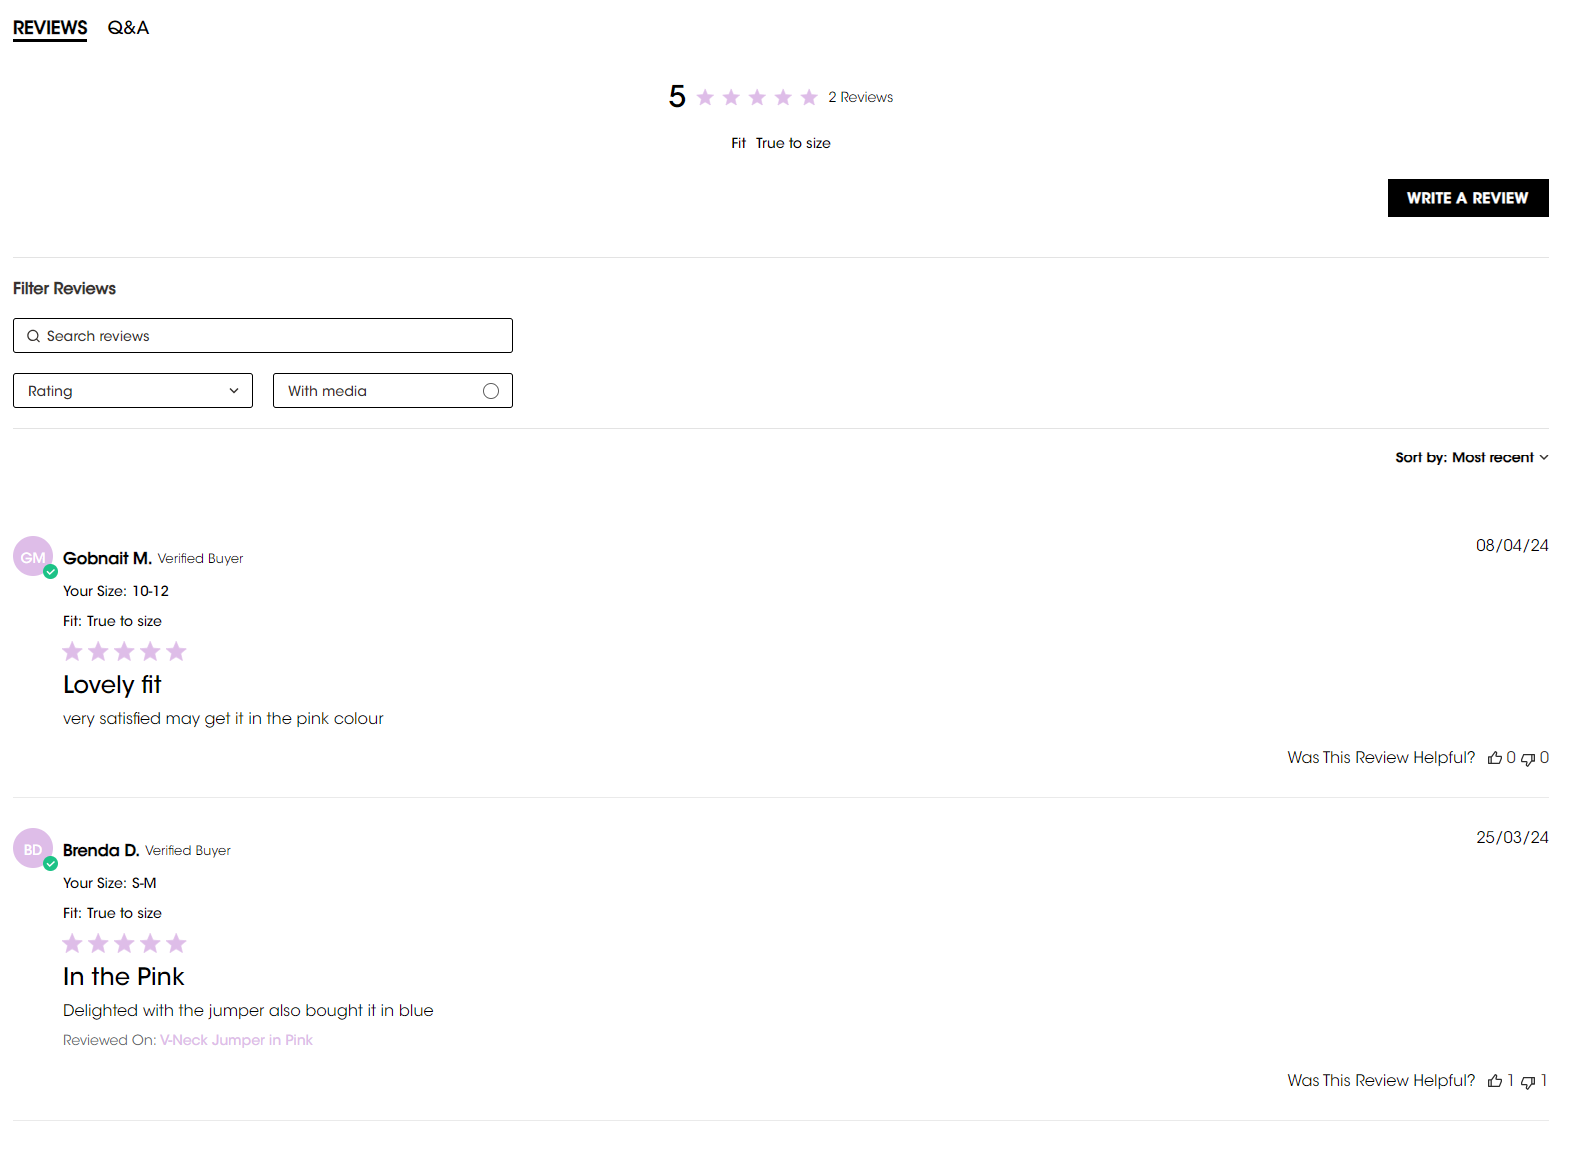 REVIEWS Q&A
5 2 Reviews
Fit True to size
WRITE A REVIEW
Filter Reviews
Search reviews
Rating With media
Sort by: Most recent
GM Gobnait M. Verified Buyer 08/04/24
Your Size: 10-12
Fit: True to size
Lovely fit
very satisfied may get it in the pink colour
Was This Review Helpful? 0 0
BD Brenda D. Verified Buyer 25/03/24
Your Size: S-M
Fit: True to size
In the Pink
Delighted with the jumper also bought it in blue
Reviewed On: V-Neck Jumper in Pink
Was This Review Helpful? 1 1